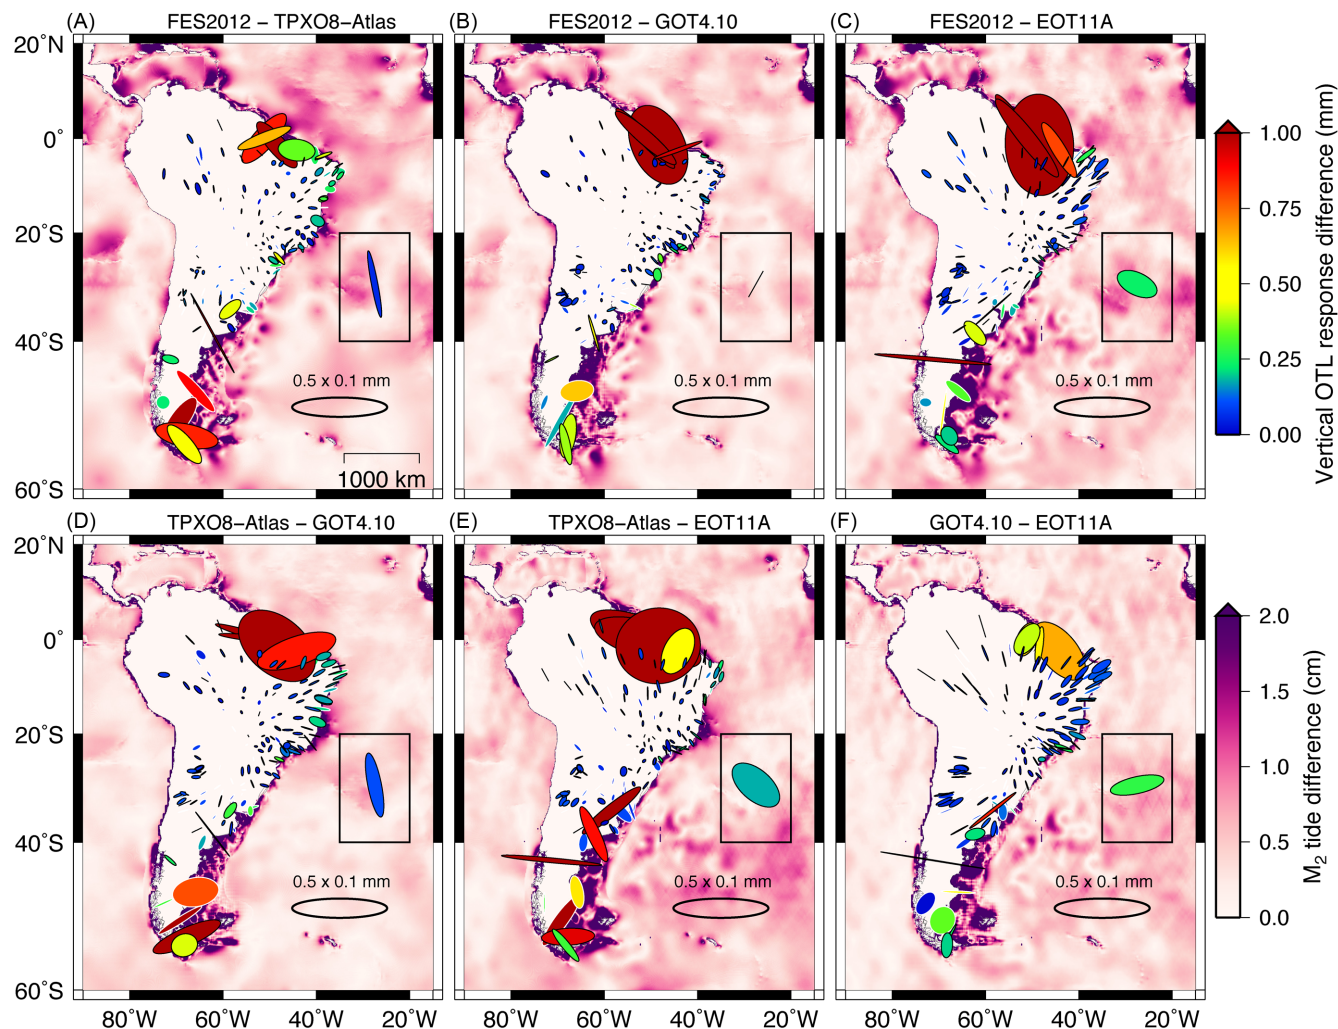 (A) FES2012 − TPXO8−Atlas
(B) FES2012 − GOT4.10
(C) FES2012 − EOT11A
20˚N
0˚
20˚S
40˚S
60˚S
0.5 x 0.1 mm
1000 km
0.5 x 0.1 mm
0.5 x 0.1 mm
1.00
0.75
0.50
0.25
0.00
Vertical OTL response difference (mm)
(D) TPXO8−Atlas − GOT4.10
(E) TPXO8−Atlas − EOT11A
(F) GOT4.10 − EOT11A
20˚N
0˚
20˚S
40˚S
60˚S
0.5 x 0.1 mm
0.5 x 0.1 mm
0.5 x 0.1 mm
80˚W 60˚W 40˚W 20˚W
80˚W 60˚W 40˚W 20˚W
80˚W 60˚W 40˚W 20˚W
2.0
1.5
1.0
0.5
0.0
M₂ tide difference (cm)